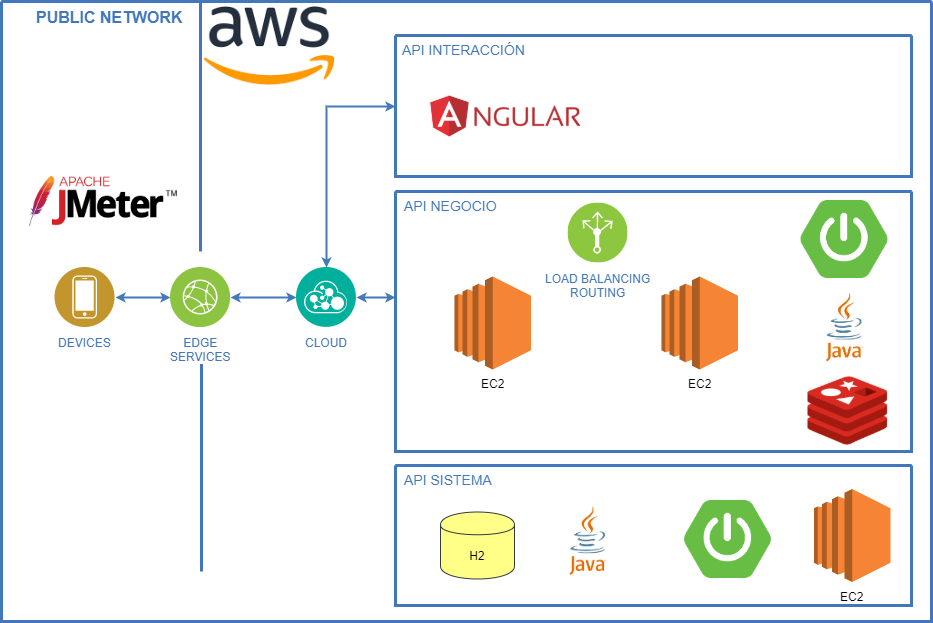 PUBLIC NETWORK
aws
API INTERACCIÓN
ANGULAR
APACHE
JMeter™
API NEGOCIO
LOAD BALANCING
ROUTING
DEVICES
EDGE
SERVICES
CLOUD
EC2
EC2
Java
API SISTEMA
H2
Java
EC2